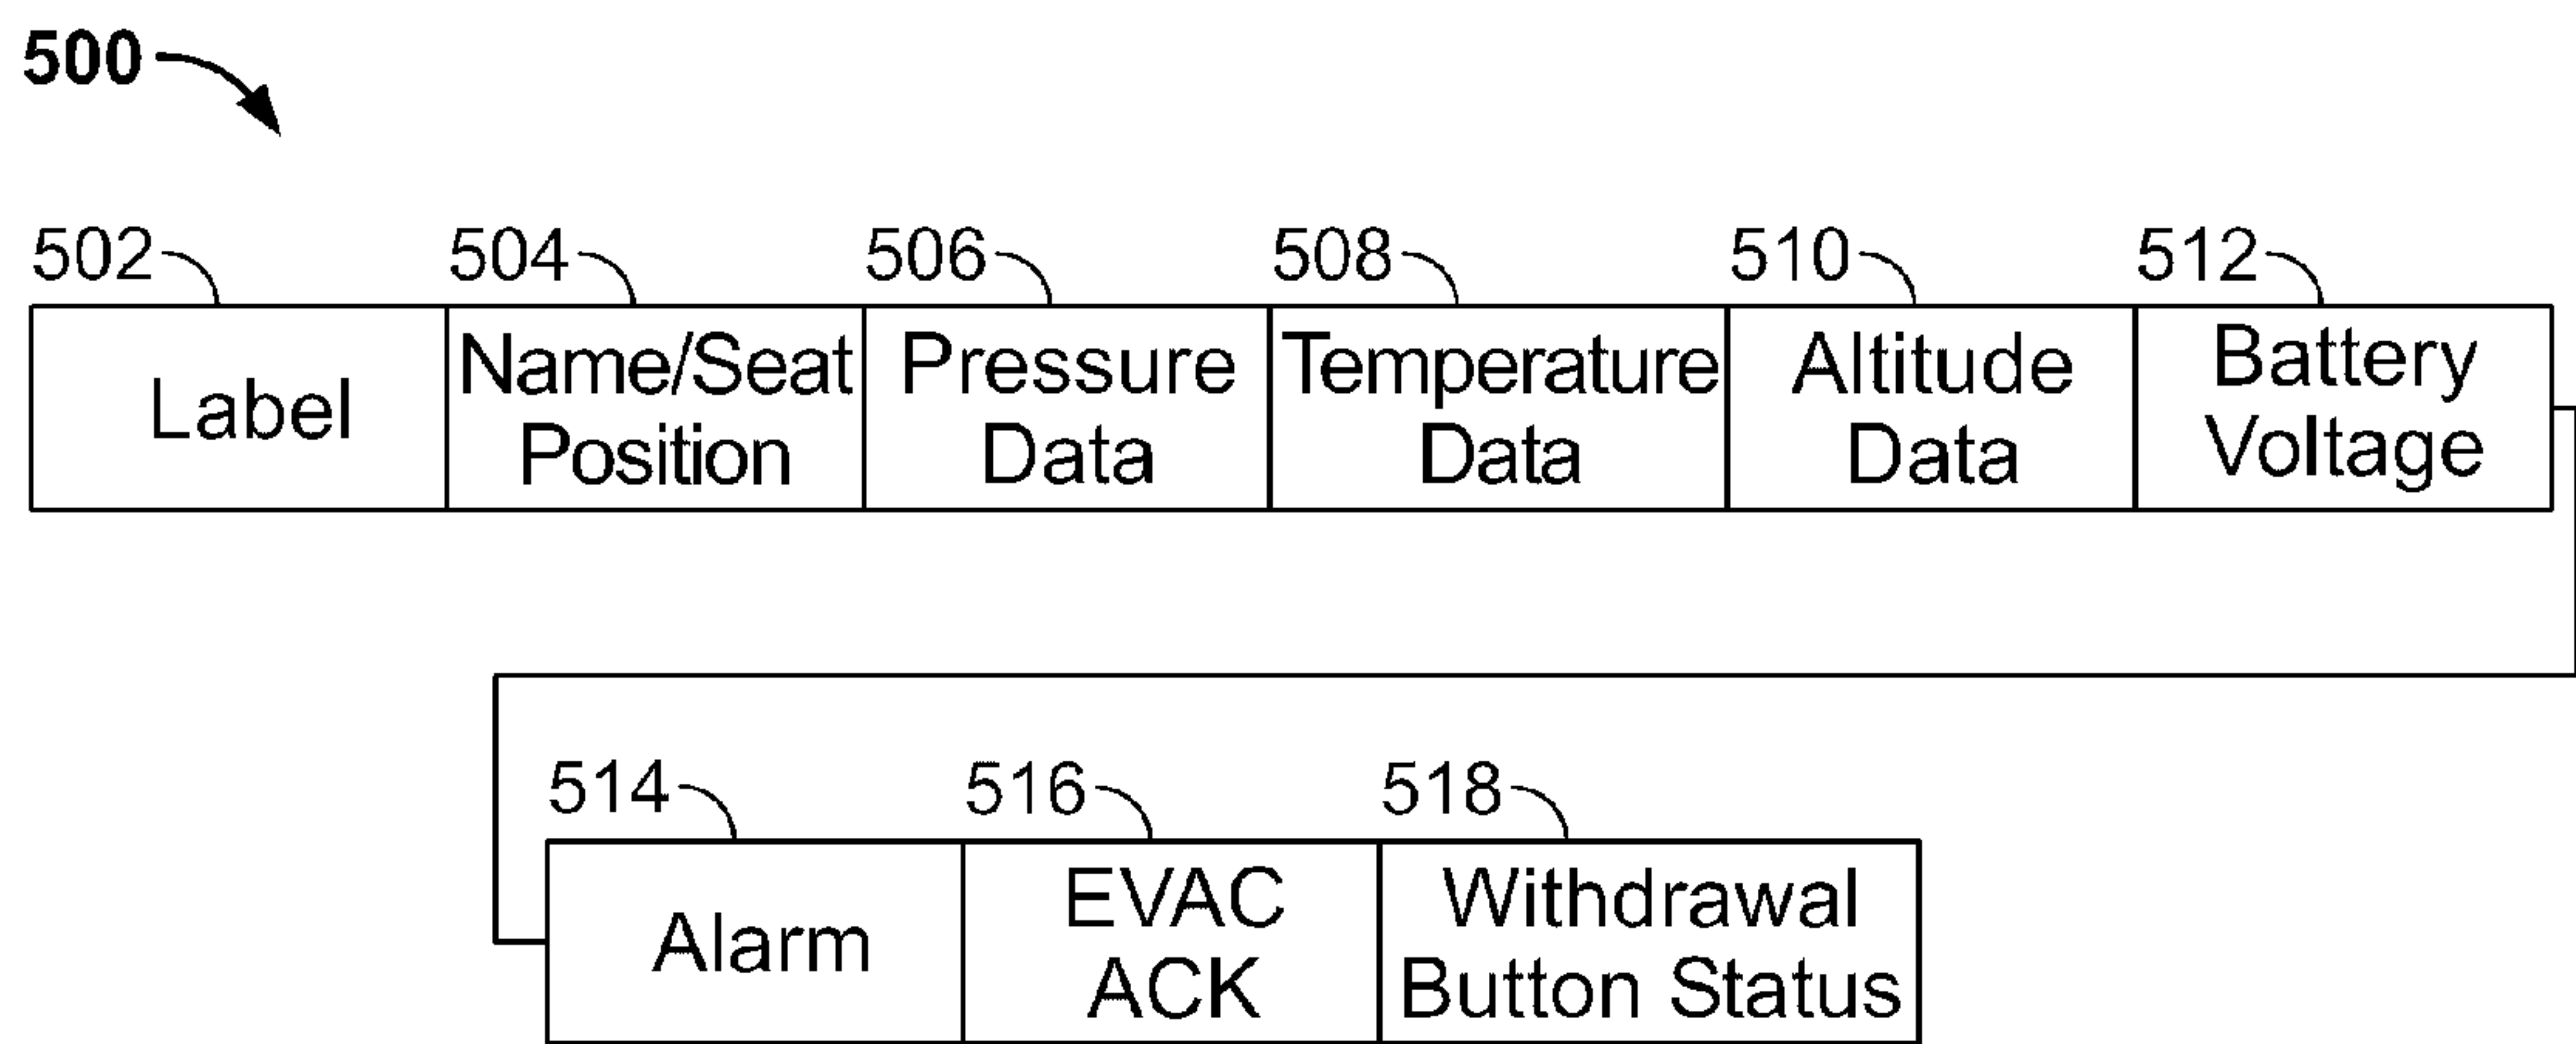 500
502 504 506 508 510 512
Label
Name/Seat
Position
Pressure
Data
Temperature
Data
Altitude
Data
Battery
Voltage
514 516 518
Alarm
EVAC
ACK
Withdrawal
Button Status